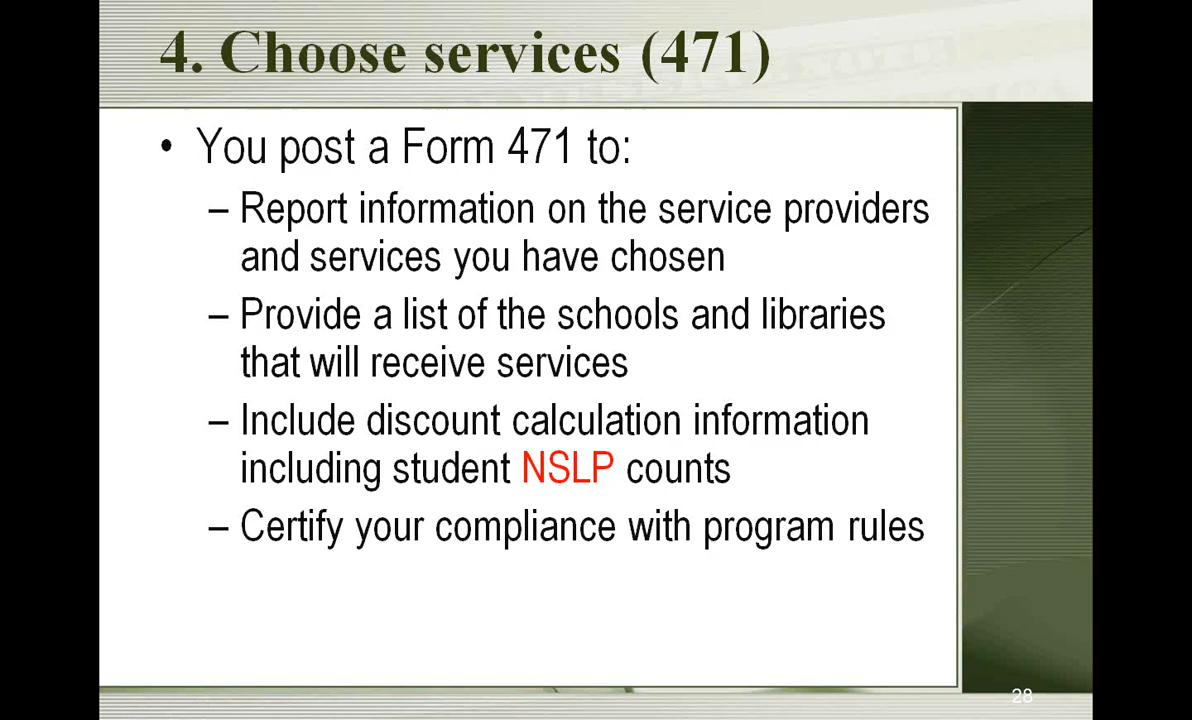 4. Choose services (471)
• You post a Form 471 to:
– Report information on the service providers
and services you have chosen
– Provide a list of the schools and libraries
that will receive services
– Include discount calculation information
including student NSLP counts
– Certify your compliance with program rules
28